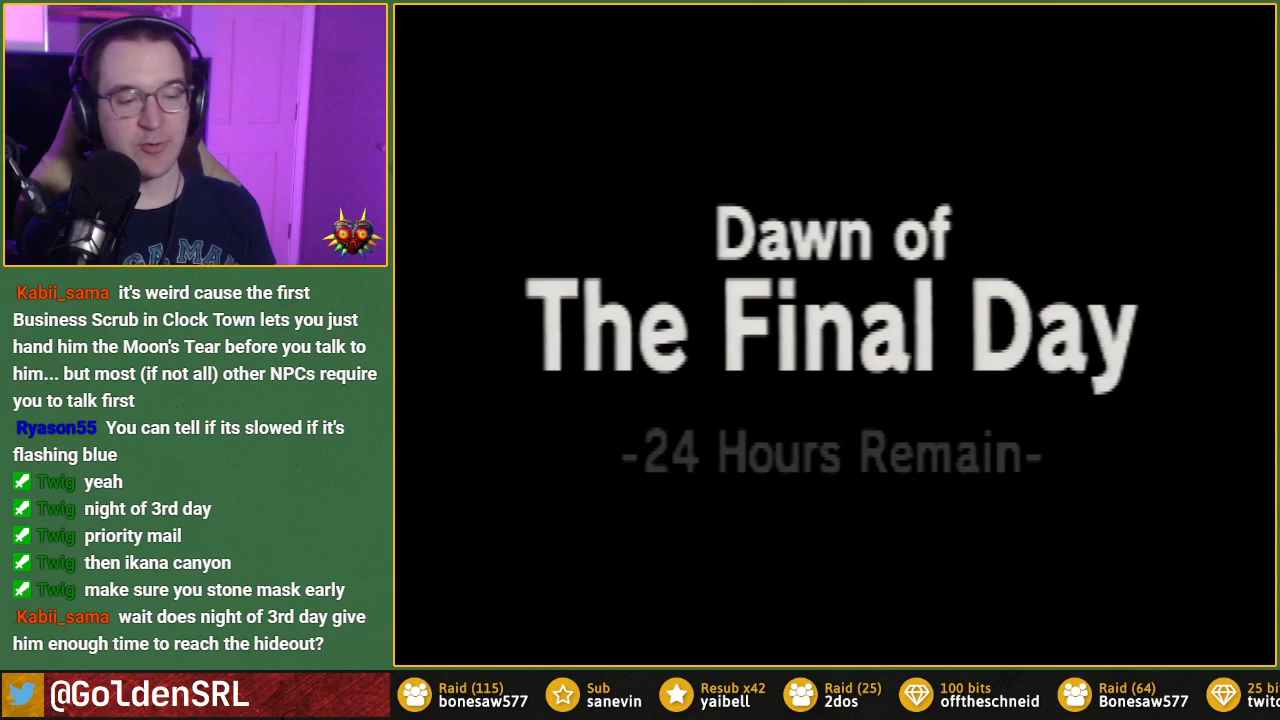 Kabii_sama it's weird cause the first
Business Scrub in Clock Town lets you just
hand him the Moon's Tear before you talk to
him... but most (if not all) other NPCs require
you to talk first
Ryason55 You can tell if its slowed if it's
flashing blue
Twig yeah
Twig night of 3rd day
Twig priority mail
Twig then ikana canyon
Twig make sure you stone mask early
Kabii_sama wait does night of 3rd day give
him enough time to reach the hideout?
Dawn of
The Final Day
-24 Hours Remain-
@GoldenSRL
Raid (115)
bonesaw577
Sub
sanevin
Resub x42
yaibell
Raid (25)
2dos
100 bits
offtheschneid
Raid (64)
Bonesaw577